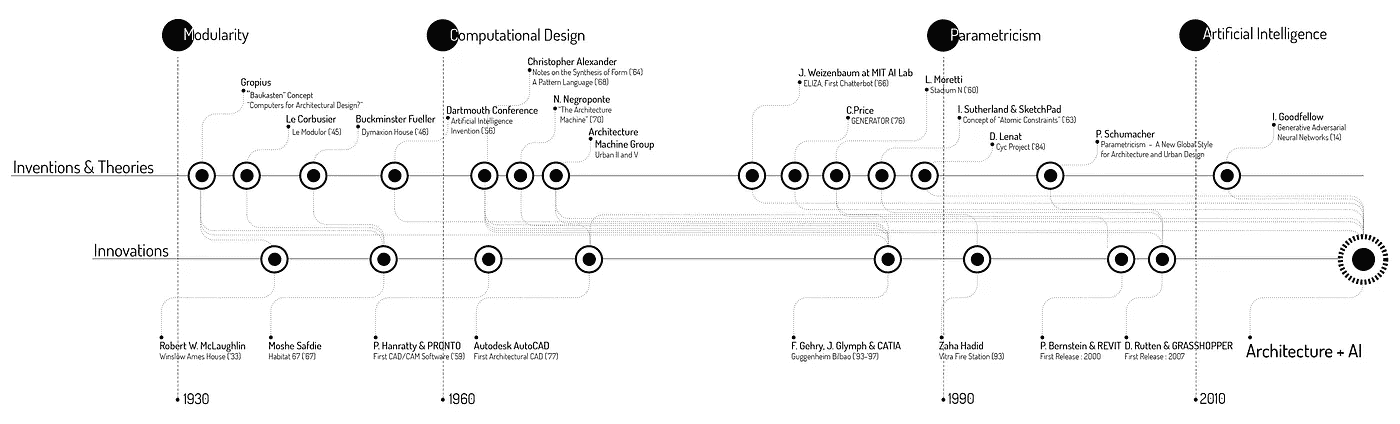 Modularity
Computational Design
Parametricism
Artificial Intelligence
Gropius
"Baukasten" Concept
"Computers for Architectural Design?"
Le Corbusier
Le Modulor ('45)
Buckminster Fueller
Dymaxion House ('46)
Dartmouth Conference
Artificial Intelligence
Invention ('56)
Christopher Alexander
Notes on the Synthesis of Form ('64)
A Pattern Language ('68)
N. Negroponte
"The Architecture
Machine" ('70)
Architecture
Machine Group
Urban II and V
J. Weizenbaum at MIT AI Lab
ELIZA, First Chatterbot ('66)
C.Price
GENERATOR ('76)
L. Moretti
Stadium N ('60)
I. Sutherland & SketchPad
Concept of "Atomic Constraints" ('63)
D. Lenat
Cyc Project ('84)
P. Schumacher
Parametricism - A New Global Style
for Architecture and Urban Design
I. Goodfellow
Generative Adversarial
Neural Networks ('14)
Inventions & Theories
Innovations
Robert W. McLaughlin
Winslow Ames House ('33)
Moshe Safdie
Habitat 67 ('67)
P. Hanratty & PRONTO
First CAD/CAM Software ('59)
Autodesk AutoCAD
First Architectural CAD ('77)
F. Gehry, J. Glymph & CATIA
Guggenheim Bilbao ('93-'97)
Zaha Hadid
Vitra Fire Station (93)
P. Bernstein & REVIT
First Release : 2000
D. Rutten & GRASSHOPPER
First Release : 2007
Architecture + AI
1930
1960
1990
2010